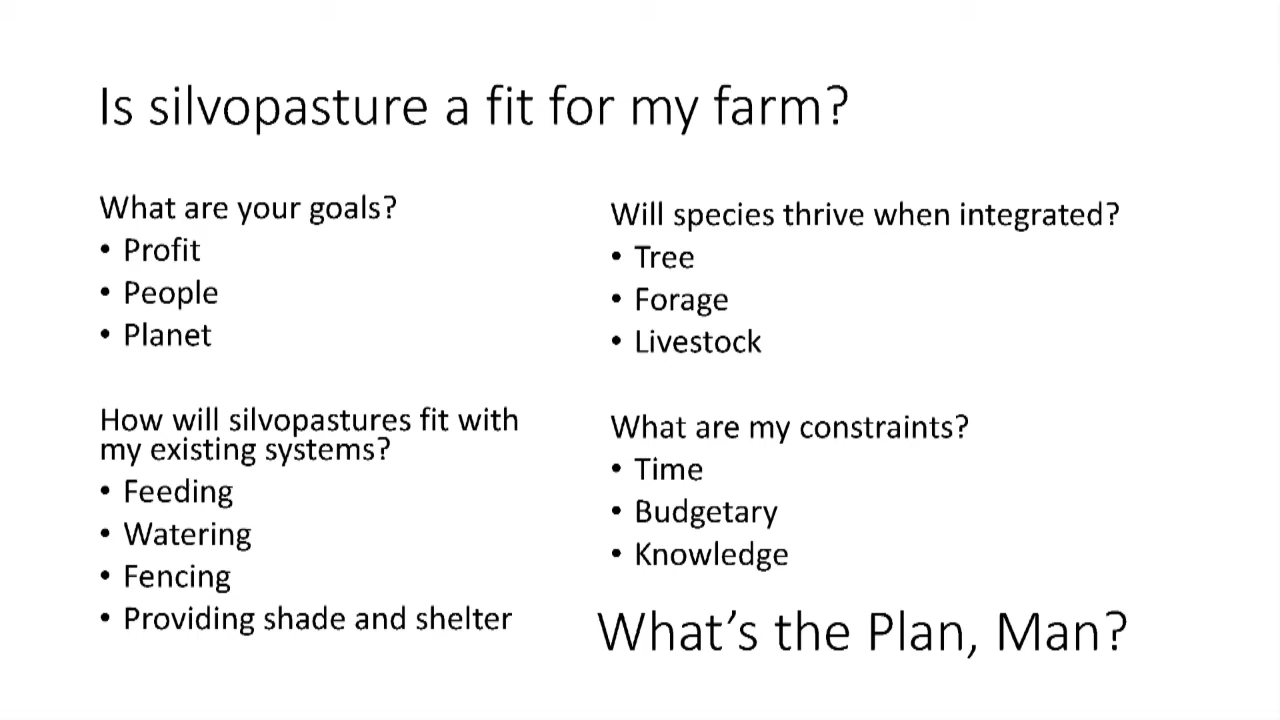 Is silvopasture a fit for my farm?
What are your goals?
• Profit
• People
• Planet
How will silvopastures fit with
my existing systems?
• Feeding
• Watering
• Fencing
• Providing shade and shelter
Will species thrive when integrated?
• Tree
• Forage
• Livestock
What are my constraints?
• Time
• Budgetary
• Knowledge
What's the Plan, Man?